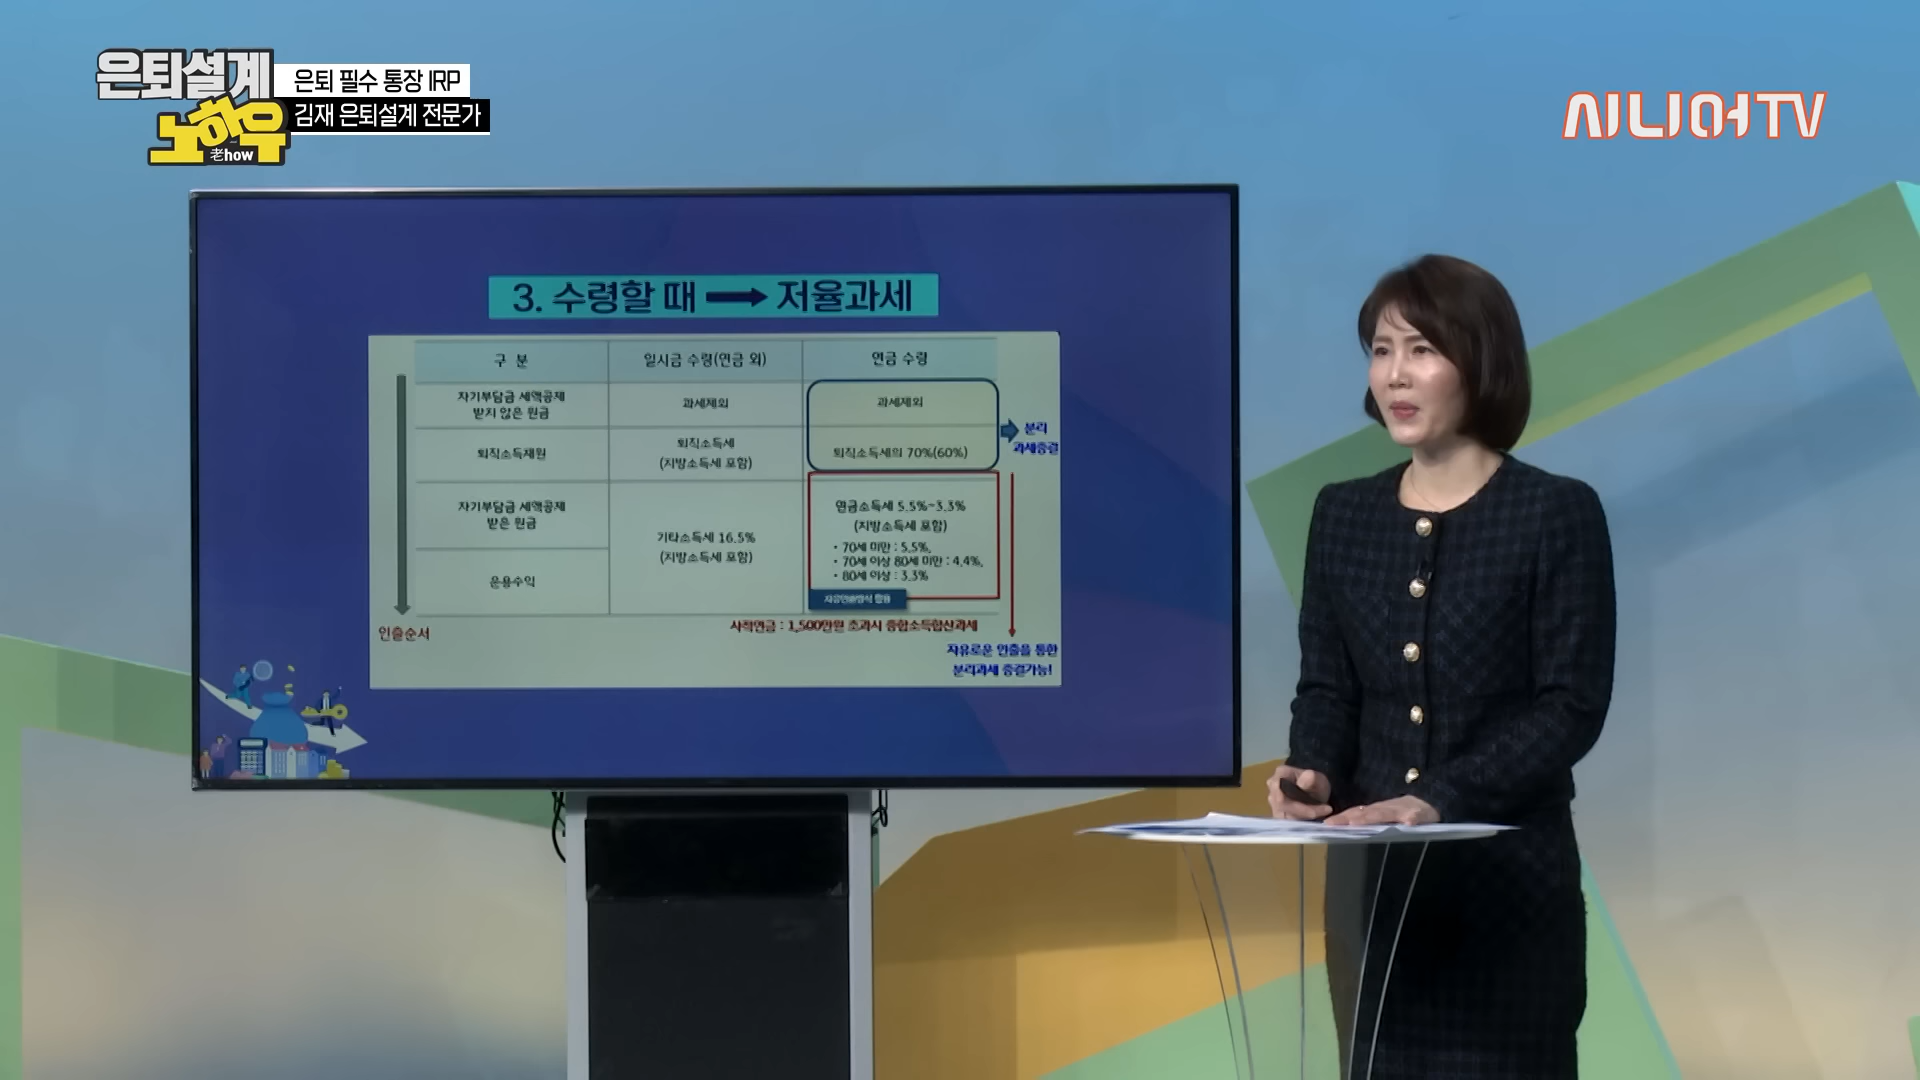 은퇴설계
노하우
老how
은퇴 필수 통장 IRP
김재 은퇴설계 전문가
시니어TV
3. 수령할 때 → 저율과세
구 분
일시금 수령(연금 외)
연금 수령
자기부담금 세액공제
받지 않은 원금
과세제외
과세제외
분리
과세종결
퇴직소득재원
퇴직소득세
(지방소득세 포함)
퇴직소득세의 70%(60%)
자기부담금 세액공제
받은 원금
운용수익
기타소득세 16.5%
(지방소득세 포함)
연금소득세 5.5%~3.3%
(지방소득세 포함)
• 70세 미만 : 5.5%,
• 70세 이상 80세 미만 : 4.4%,
• 80세 이상 : 3.3%
자유인출방식 활용
인출순서
사적연금 : 1,500만원 초과시 종합소득합산과세
자유로운 인출을 통한
분리과세 종결가능!